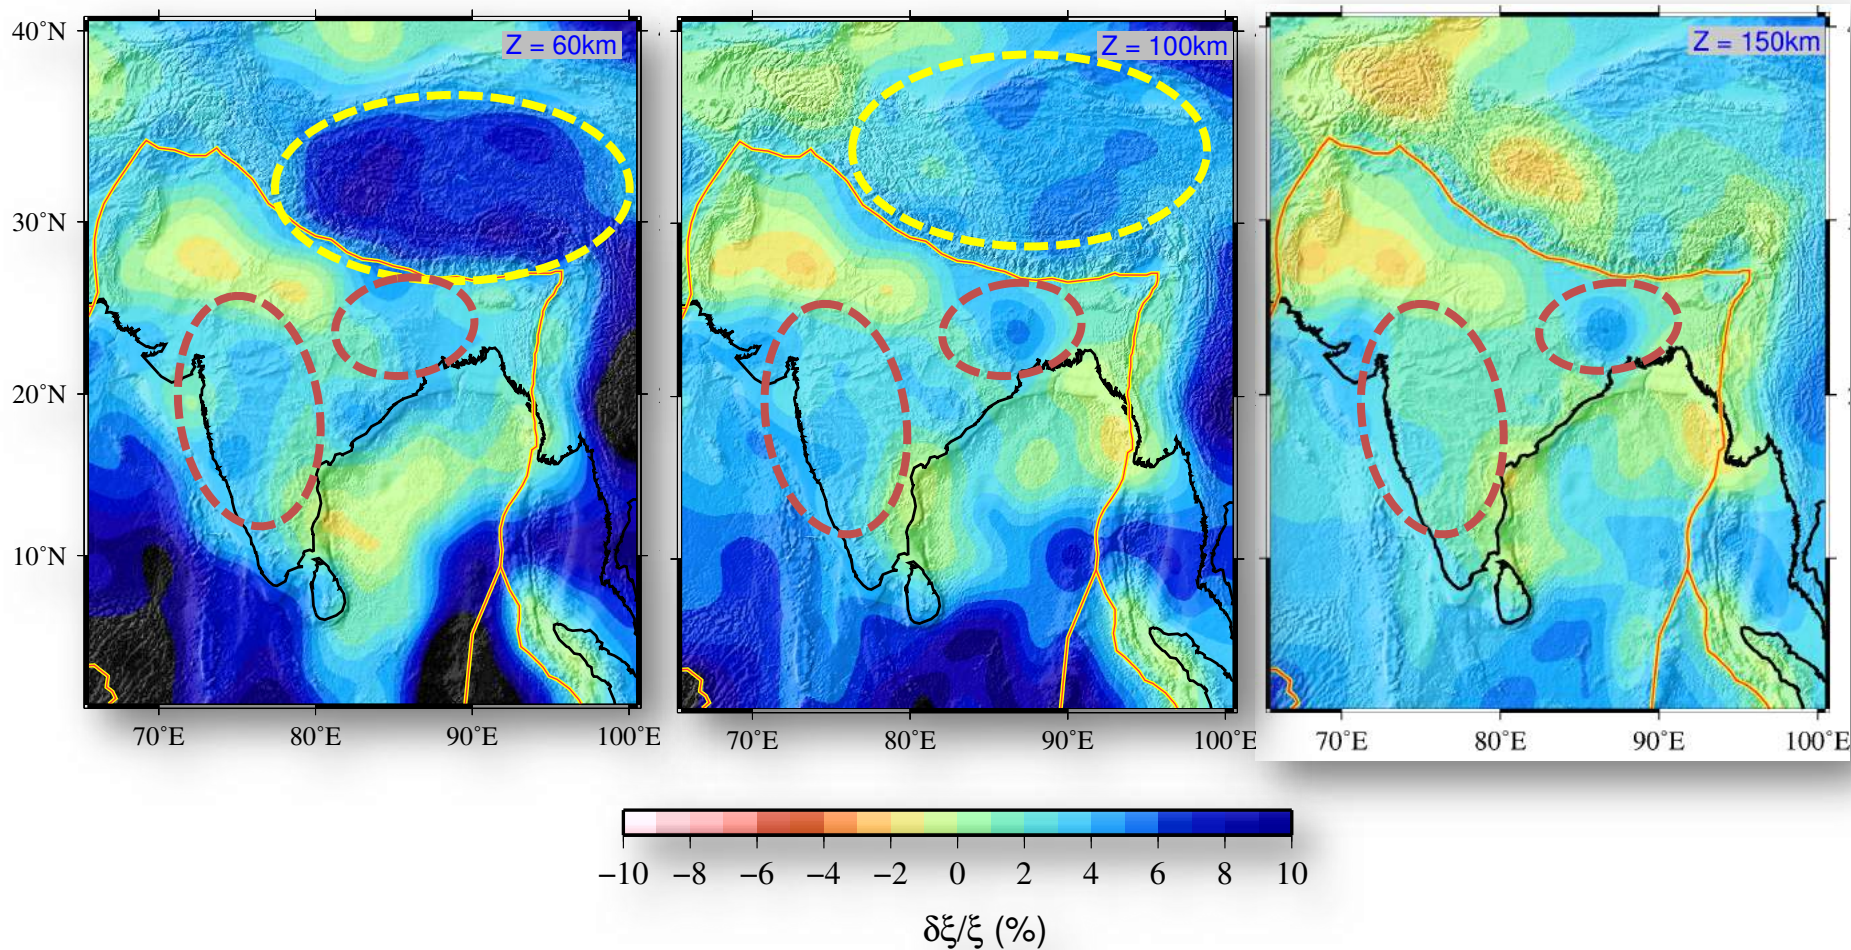 40˚N
30˚N
20˚N
10˚N
Z = 60km
Z = 100km
Z = 150km
70˚E 80˚E 90˚E 100˚E
70˚E 80˚E 90˚E 100˚E
70˚E 80˚E 90˚E 100˚E
−10 −8 −6 −4 −2 0 2 4 6 8 10
δξ/ξ (%)